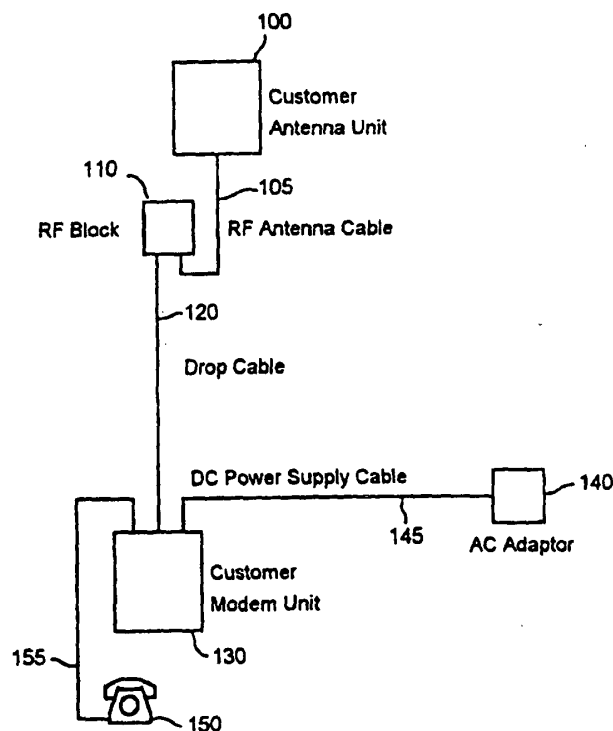 100
Customer
Antenna Unit
110
105
RF Block
RF Antenna Cable
120
Drop Cable
DC Power Supply Cable
140
145
AC Adaptor
Customer
Modem Unit
155
130
150